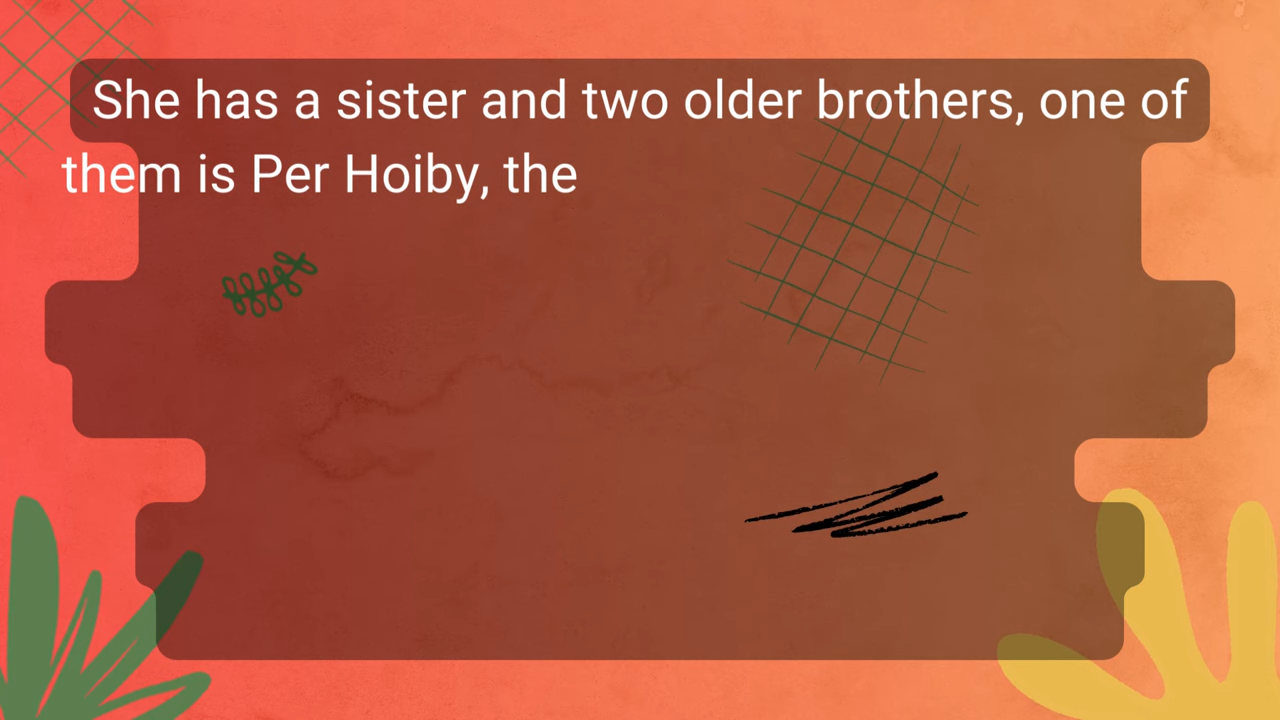 She has a sister and two older brothers, one of
them is Per Hoiby, the